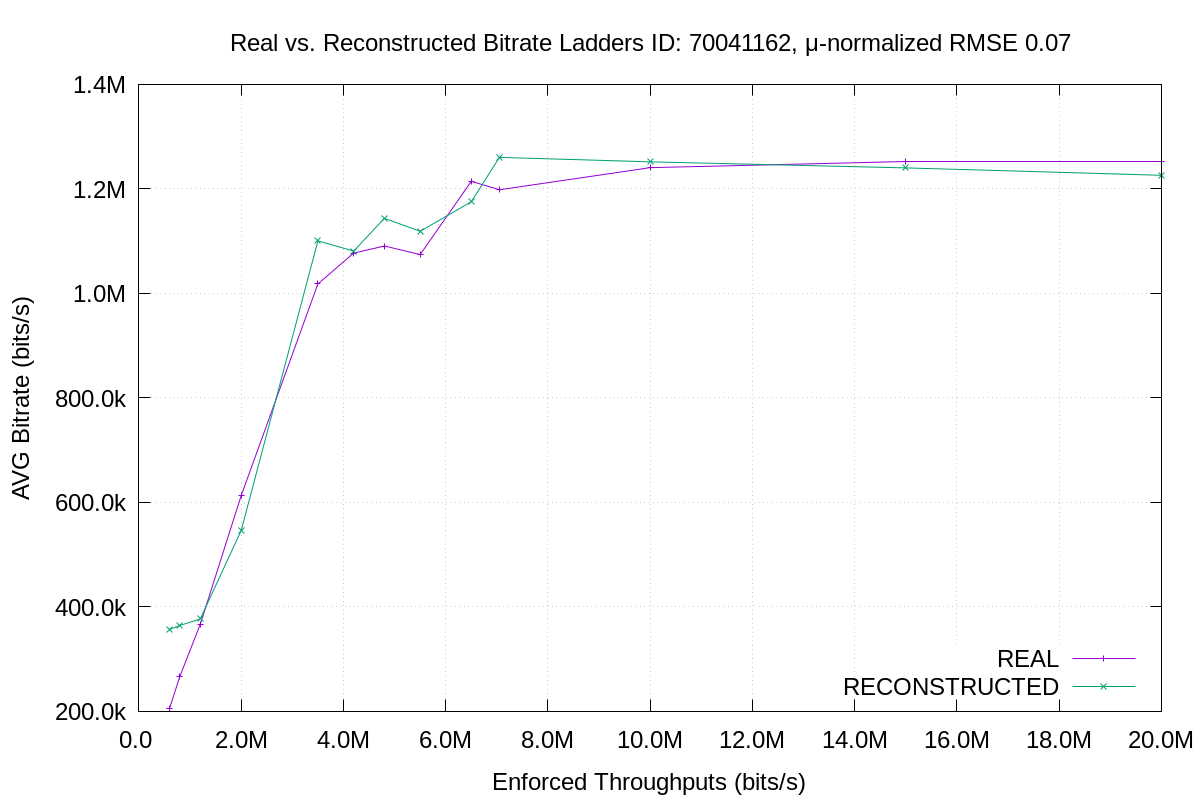 Real vs. Reconstructed Bitrate Ladders ID: 70041162, μ-normalized RMSE 0.07
1.4M
1.2M
1.0M
800.0k
600.0k
400.0k
200.0k
AVG Bitrate (bits/s)
REAL
RECONSTRUCTED
0.0 2.0M 4.0M 6.0M 8.0M 10.0M 12.0M 14.0M 16.0M 18.0M 20.0M
Enforced Throughputs (bits/s)